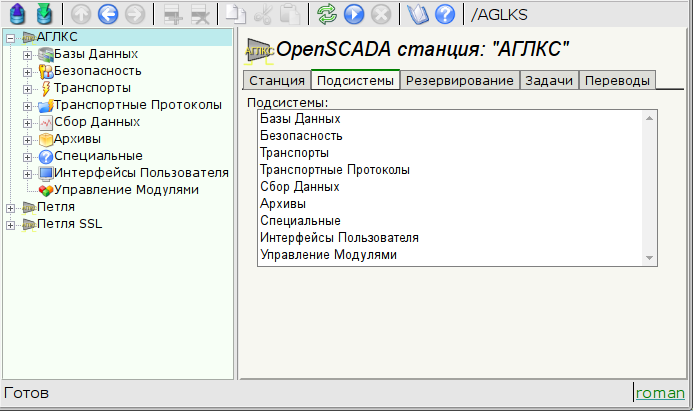 /AGLKS
АГЛКС
Базы Данных
Безопасность
Транспорты
Транспортные Протоколы
Сбор Данных
Архивы
Специальные
Интерфейсы Пользователя
Управление Модулями
Петля
Петля SSL
АГЛКС OpenSCADA станция: "АГЛКС"
Станция Подсистемы Резервирование Задачи Переводы
Подсистемы:
Базы Данных
Безопасность
Транспорты
Транспортные Протоколы
Сбор Данных
Архивы
Специальные
Интерфейсы Пользователя
Управление Модулями
Готов
roman